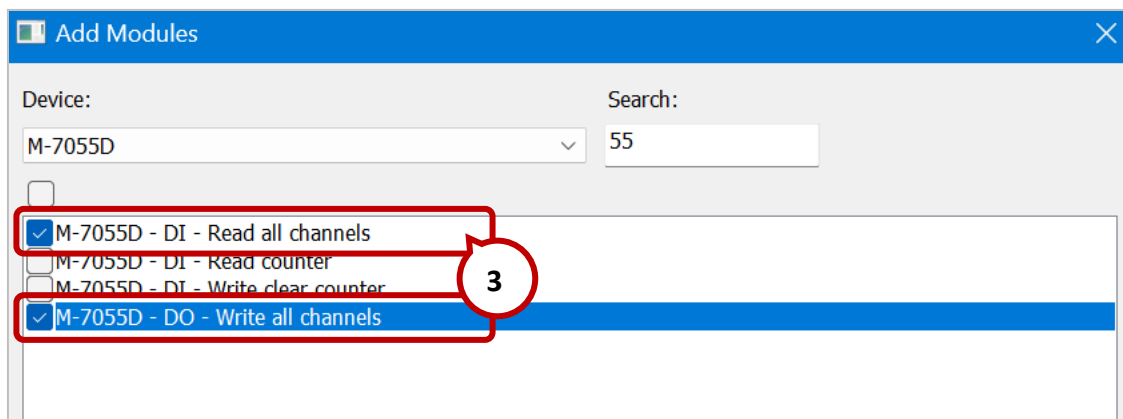 Add Modules
Device: Search:
M-7055D 55
M-7055D - DI - Read all channels
M-7055D - DI - Read counter
M-7055D - DI - Write clear counter
M-7055D - DO - Write all channels
3